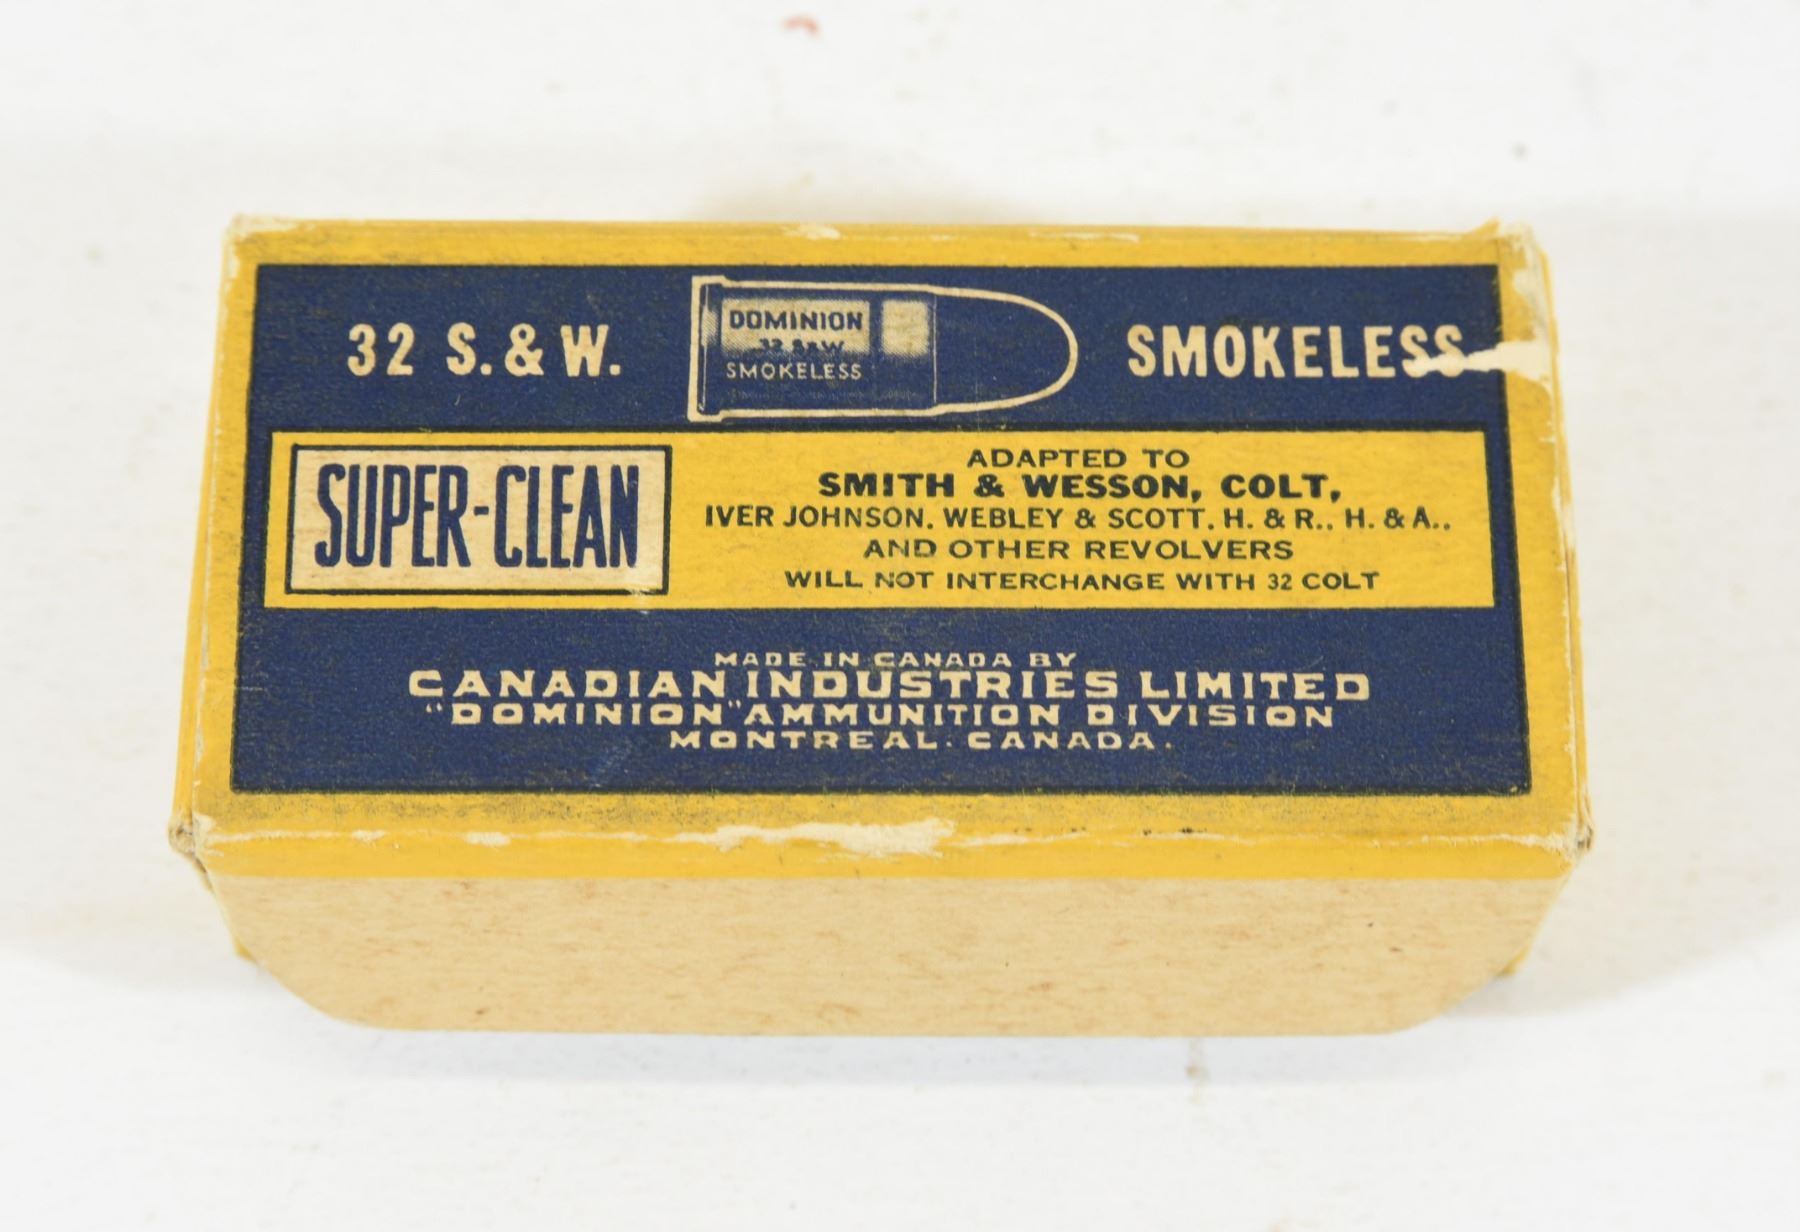 32 S. & W.
DOMINION
32 S&W
SMOKELESS
SMOKELESS
SUPER-CLEAN
ADAPTED TO
SMITH & WESSON, COLT,
IVER JOHNSON, WEBLEY & SCOTT, H. & R., H. & A.,
AND OTHER REVOLVERS
WILL NOT INTERCHANGE WITH 32 COLT
MADE IN CANADA BY
CANADIAN INDUSTRIES LIMITED
"DOMINION" AMMUNITION DIVISION
MONTREAL. CANADA.